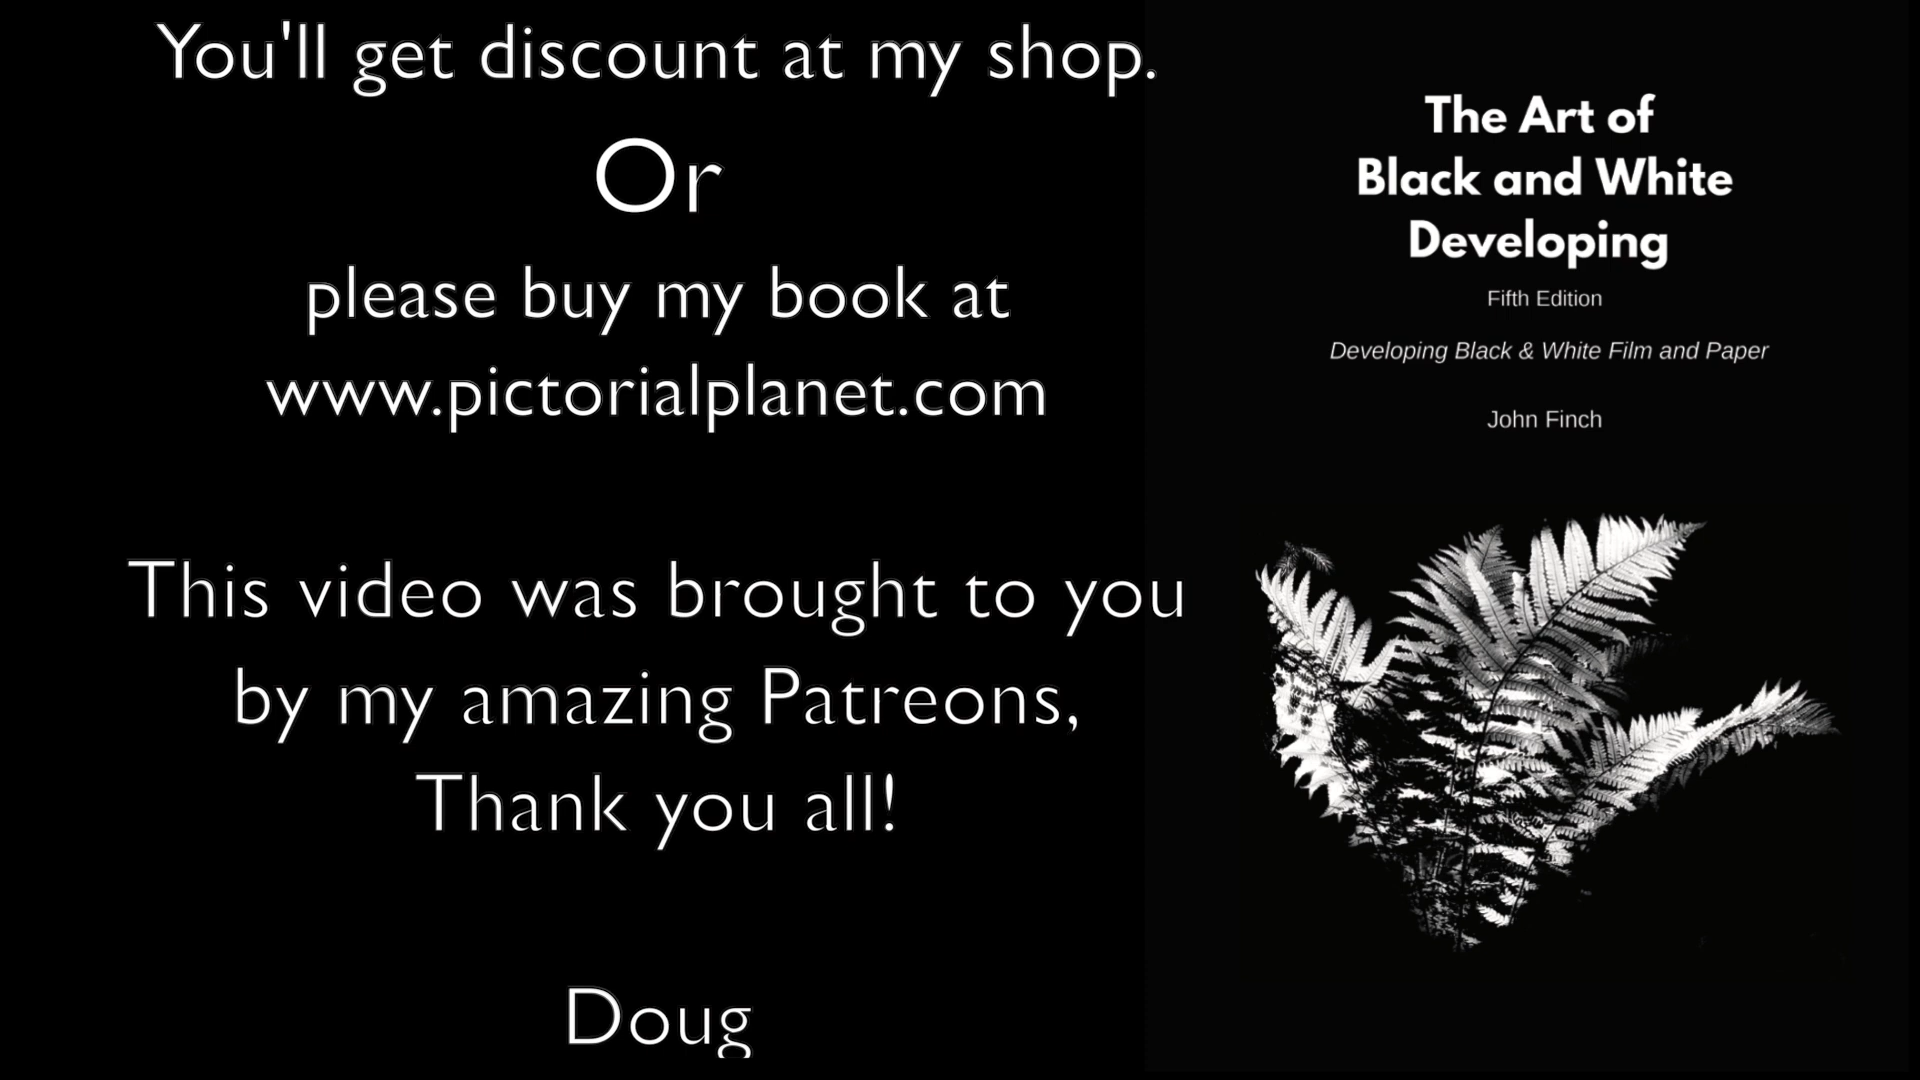 You'll get discount at my shop.
Or
please buy my book at
www.pictorialplanet.com
This video was brought to you
by my amazing Patreons,
Thank you all!
Doug
The Art of
Black and White
Developing
Fifth Edition
Developing Black & White Film and Paper
John Finch